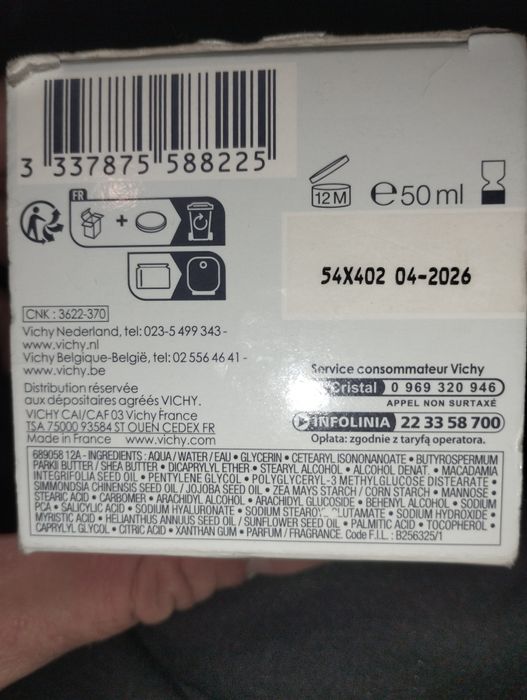 3 337875 588225
FR
+
12 M
e 50 ml
54X402 04-2026
CNK : 3622-370
Vichy Nederland, tel: 023-5 499 343 -
www.vichy.nl
Vichy Belgique-België, tel: 02 556 46 41 -
www.vichy.be
Distribution réservée
aux dépositaires agréés VICHY.
VICHY CAI/CAF 03 Vichy France
TSA 75000 93584 ST OUEN CEDEX FR
Made in France www.vichy.com
Service consommateur Vichy
Cristal 0 969 320 946
APPEL NON SURTAXÉ
INFOLINIA 22 33 58 700
Opłata: zgodnie z taryfą operatora.
689058 12A - INGREDIENTS : AQUA / WATER / EAU • GLYCERIN • CETEARYL ISONONANOATE • BUTYROSPERMUM
PARKII BUTTER / SHEA BUTTER • DICAPRYLYL ETHER • STEARYL ALCOHOL • ALCOHOL DENAT. • MACADAMIA
INTEGRIFOLIA SEED OIL • PENTYLENE GLYCOL • POLYGLYCERYL-3 METHYLGLUCOSE DISTEARATE •
SIMMONDSIA CHINENSIS SEED OIL / JOJOBA SEED OIL • ZEA MAYS STARCH / CORN STARCH • MANNOSE •
STEARIC ACID • CARBOMER • ARACHIDYL ALCOHOL • ARACHIDYL GLUCOSIDE • BEHENYL ALCOHOL • SODIUM
PCA • SALICYLIC ACID • SODIUM HYALURONATE • SODIUM • SODIUM HYDROXIDE •
MYRISTIC ACID • HELIANTHUS ANNUUS SEED OIL / SUNFLOWER SEED OIL • PALMITIC ACID • TOCOPHEROL •
CAPRYLYL GLYCOL • CITRIC ACID • XANTHAN GUM • PARFUM / FRAGRANCE. Code F.I.L. : B256325/1